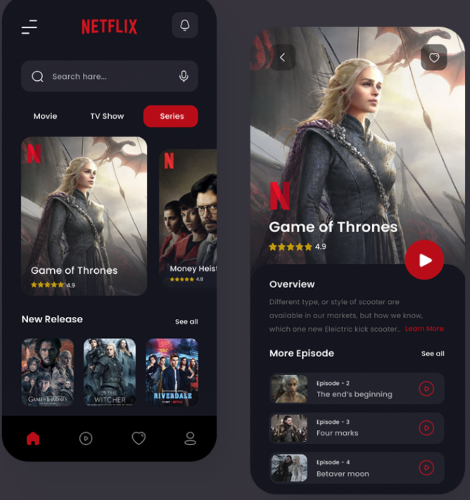 NETFLIX
Search hare...
Movie
TV Show
Series
N
N
Game of Thrones
4.9
Money Heist
4.9
New Release
See all
GAME OF THRONES
THE WITCHER
RIVERDALE
N
Game of Thrones
4.9
Overview
Different type, or style of scooter are
available in our markets, but how we know,
which one new Eleictric kick scooter... Learn More
More Episode
See all
Episode - 2
The end's beginning
Episode - 3
Four marks
Episode - 4
Betaver moon